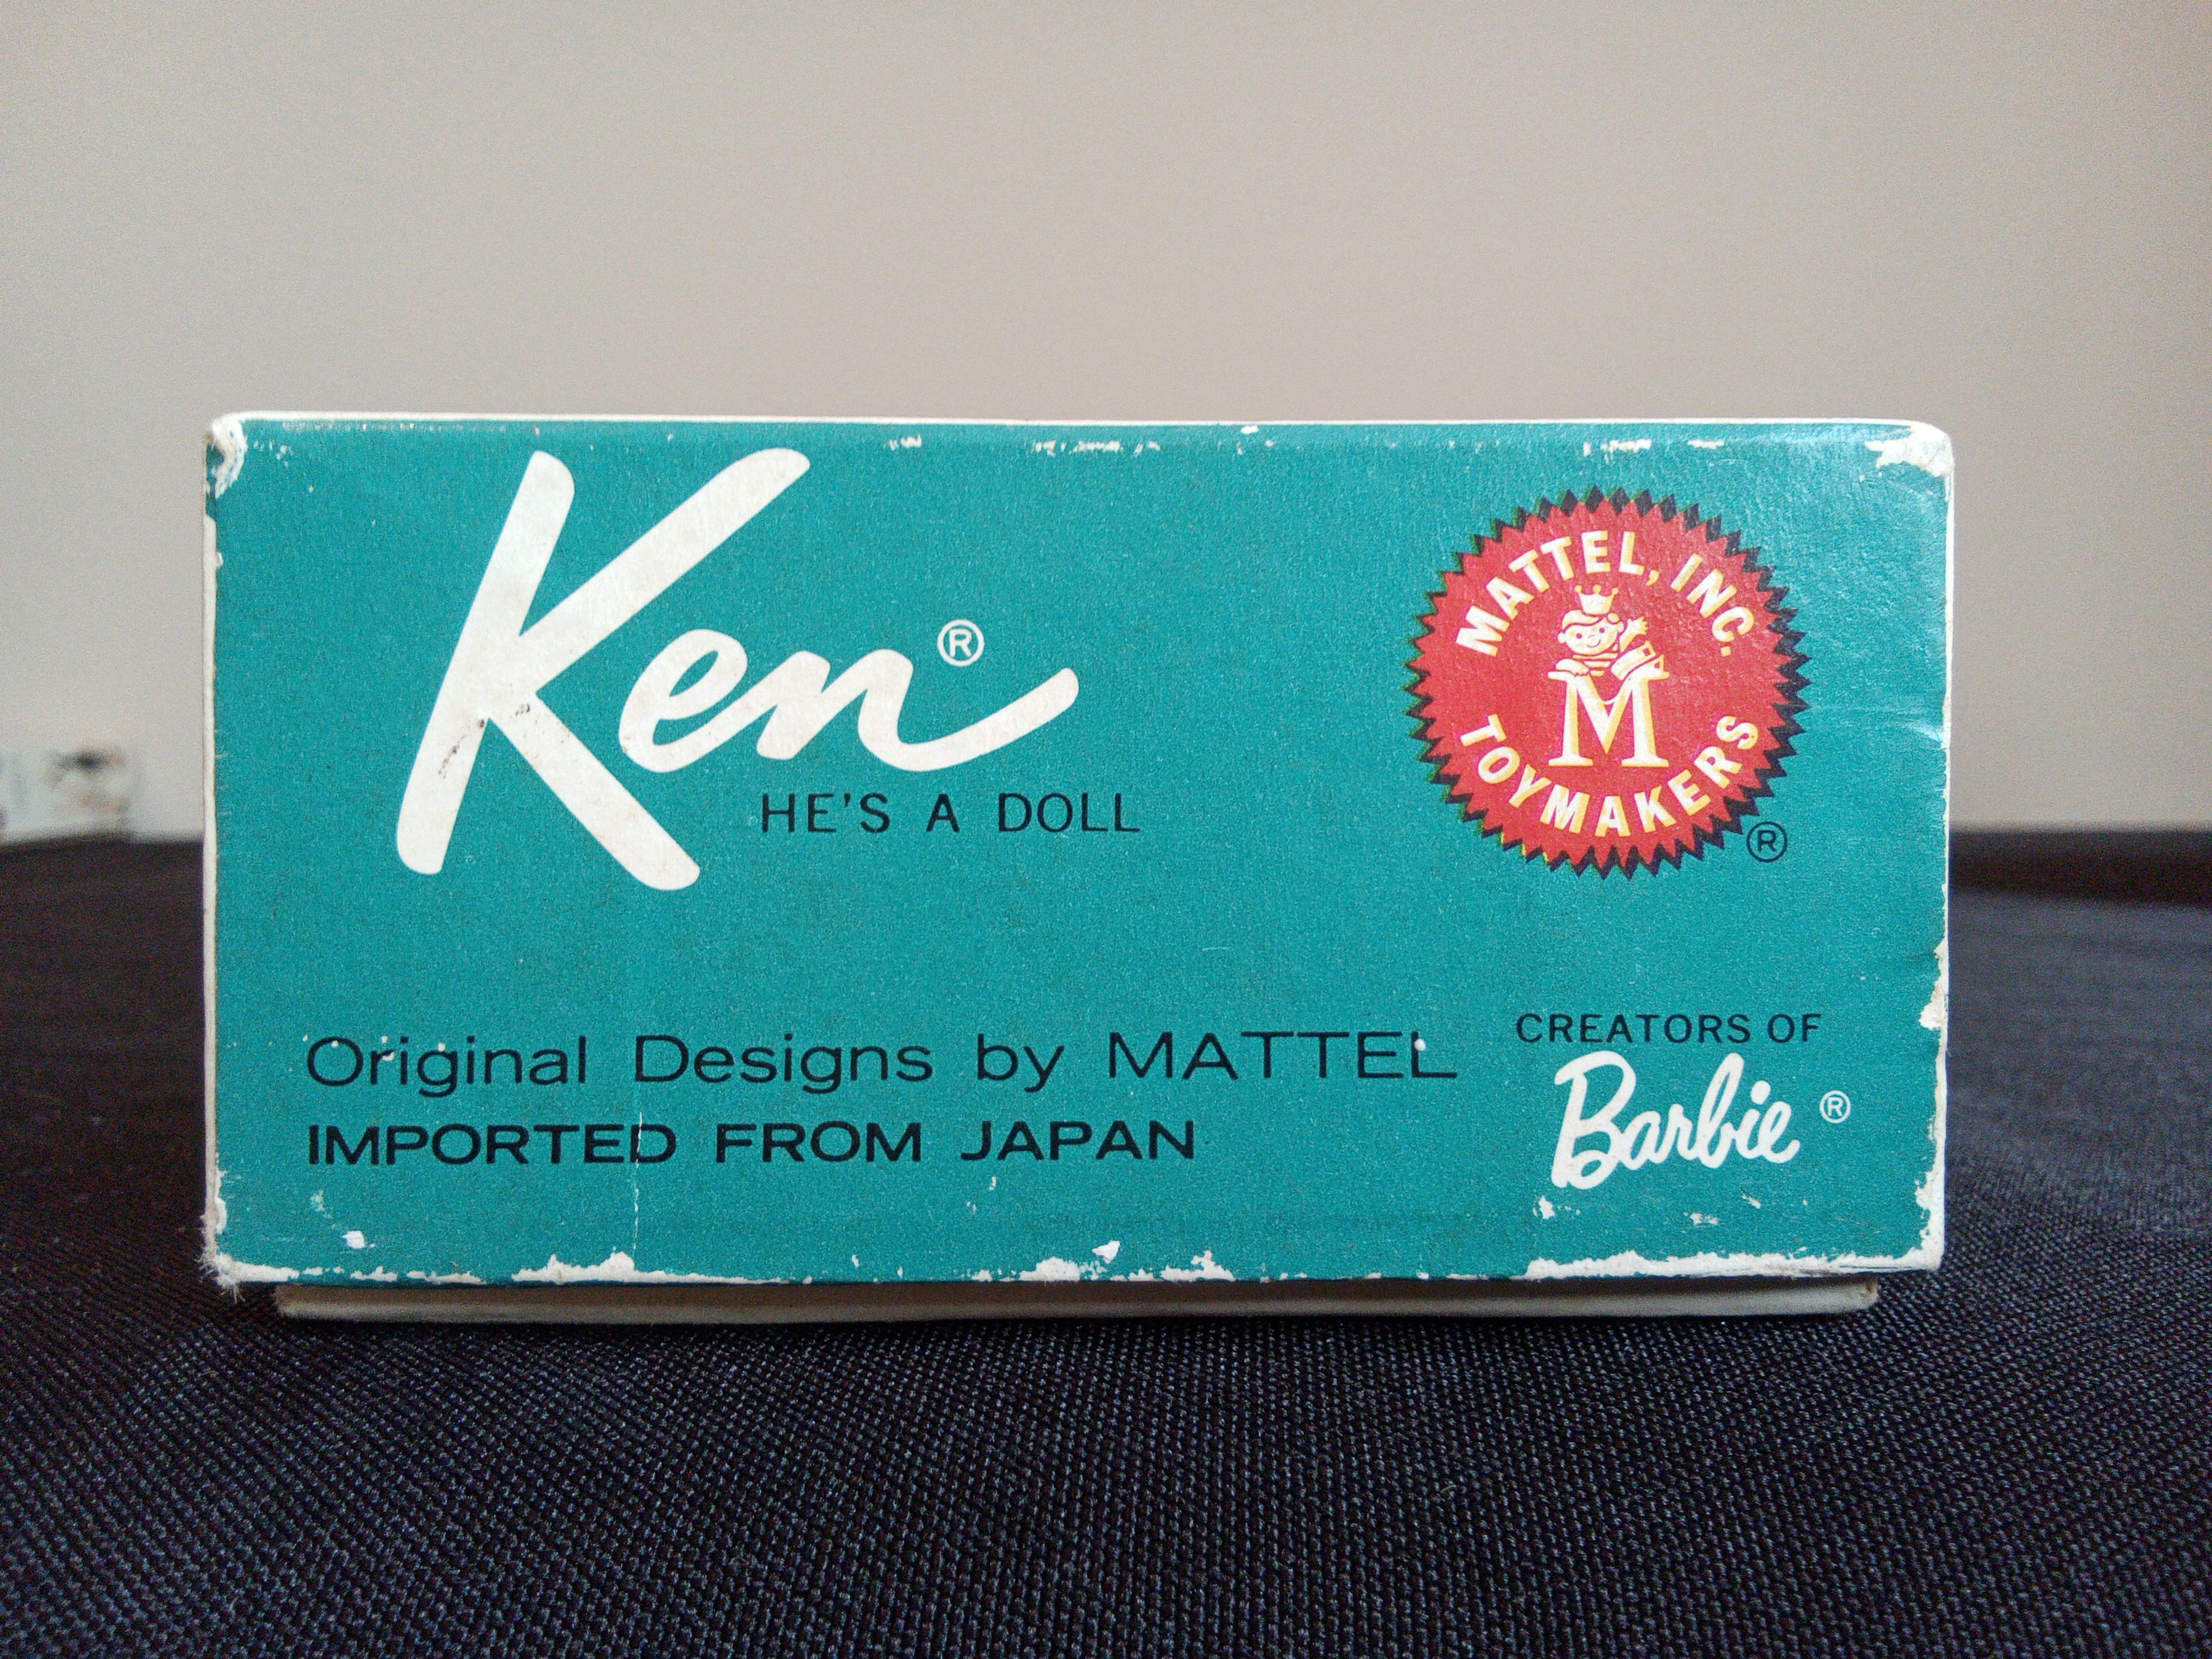 Ken®
HE'S A DOLL
MATTEL, INC.
M
TOYMAKERS
®
Original Designs by MATTEL
IMPORTED FROM JAPAN
CREATORS OF
Barbie®